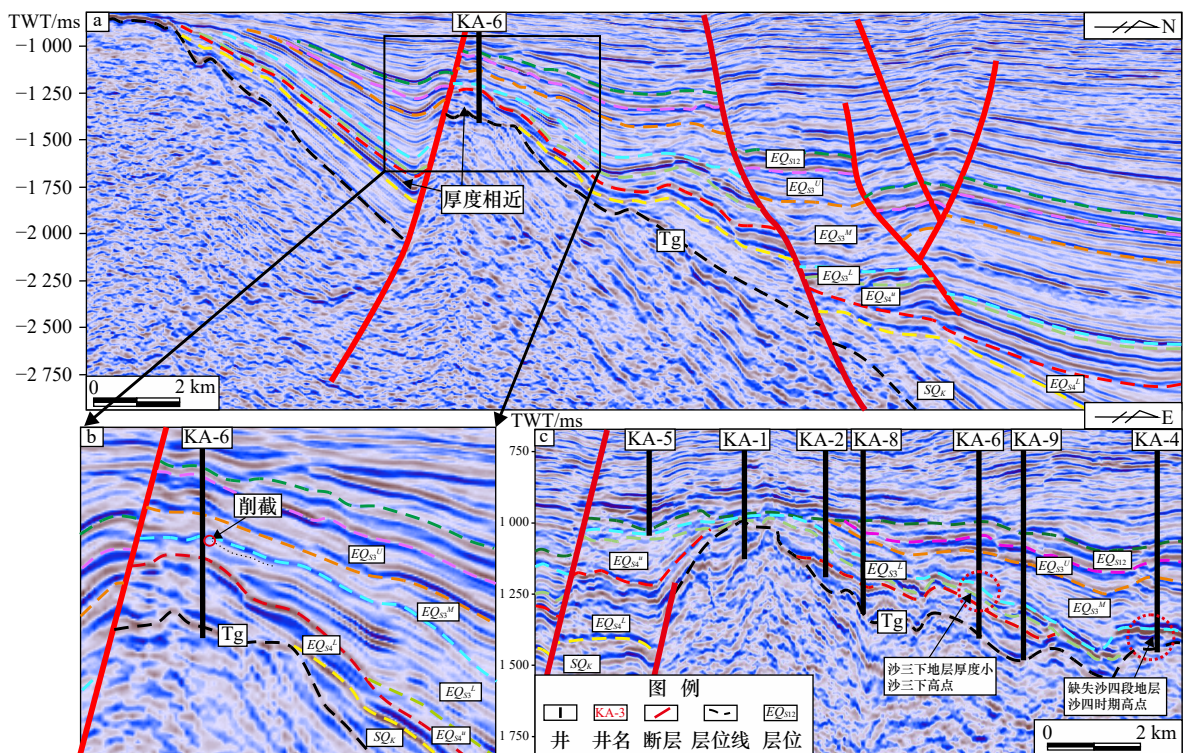 TWT/ms
a
KA-6
N
−1 000
−1 250
−1 500
−1 750
−2 000
−2 250
−2 500
−2 750
厚度相近
Tg
EQS12
EQS3U
EQS3M
EQS3L
EQS4u
EQS4L
SQK
0 2 km
b
KA-6
削截
EQS3U
EQS3M
Tg
EQS4L
EQS3L
EQS4u
SQK
TWT/ms
E
c
KA-5 KA-1 KA-2 KA-8 KA-6 KA-9 KA-4
750
1 000
1 250
1 500
1 750
EQS4u
EQS3L
EQS12
EQS3U
EQS3M
EQS4L
Tg
SQK
沙三下地层厚度小
沙三下高点
缺失沙四段地层
沙四时期高点
图 例
KA-3 EQS12
井 井名 断层 层位线 层位
0 2 km